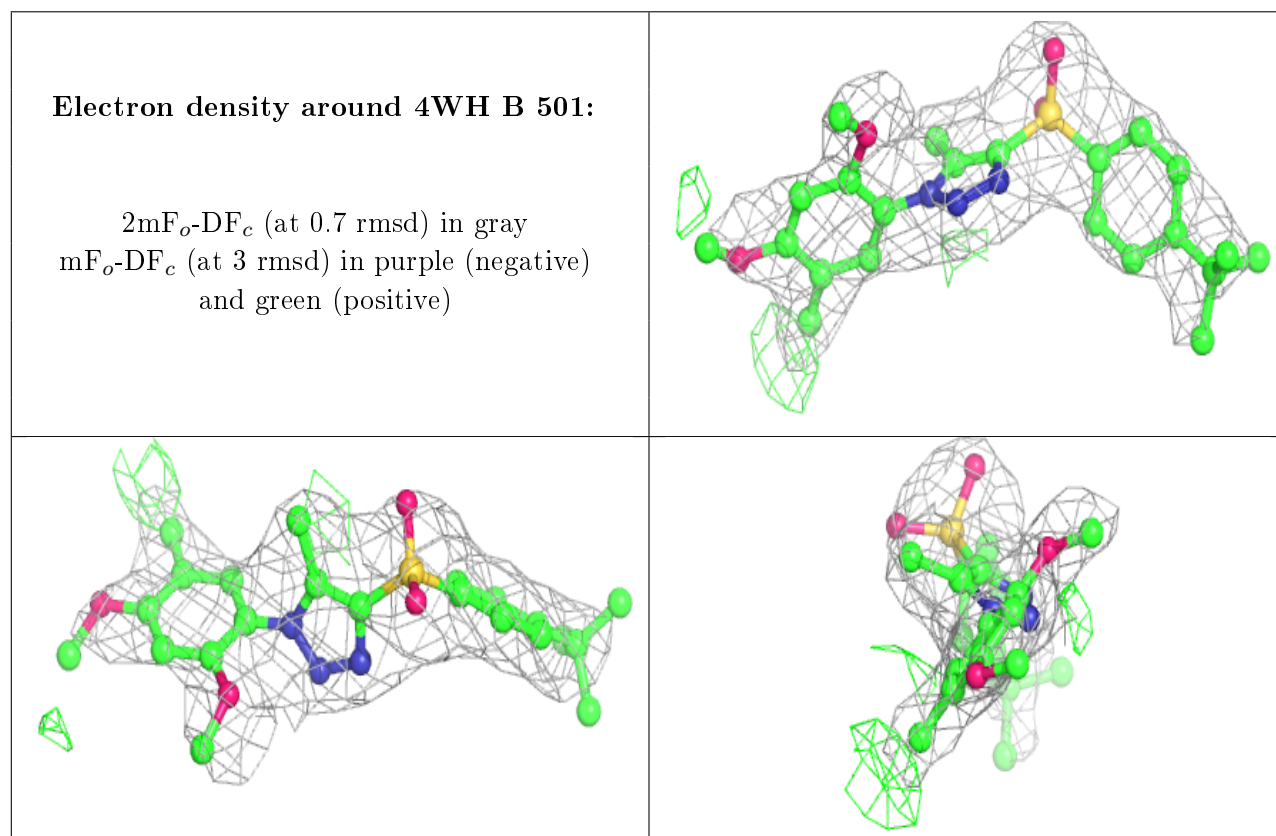 Electron density around 4WH B 501:
2mFo-DFc (at 0.7 rmsd) in gray
mFo-DFc (at 3 rmsd) in purple (negative)
and green (positive)